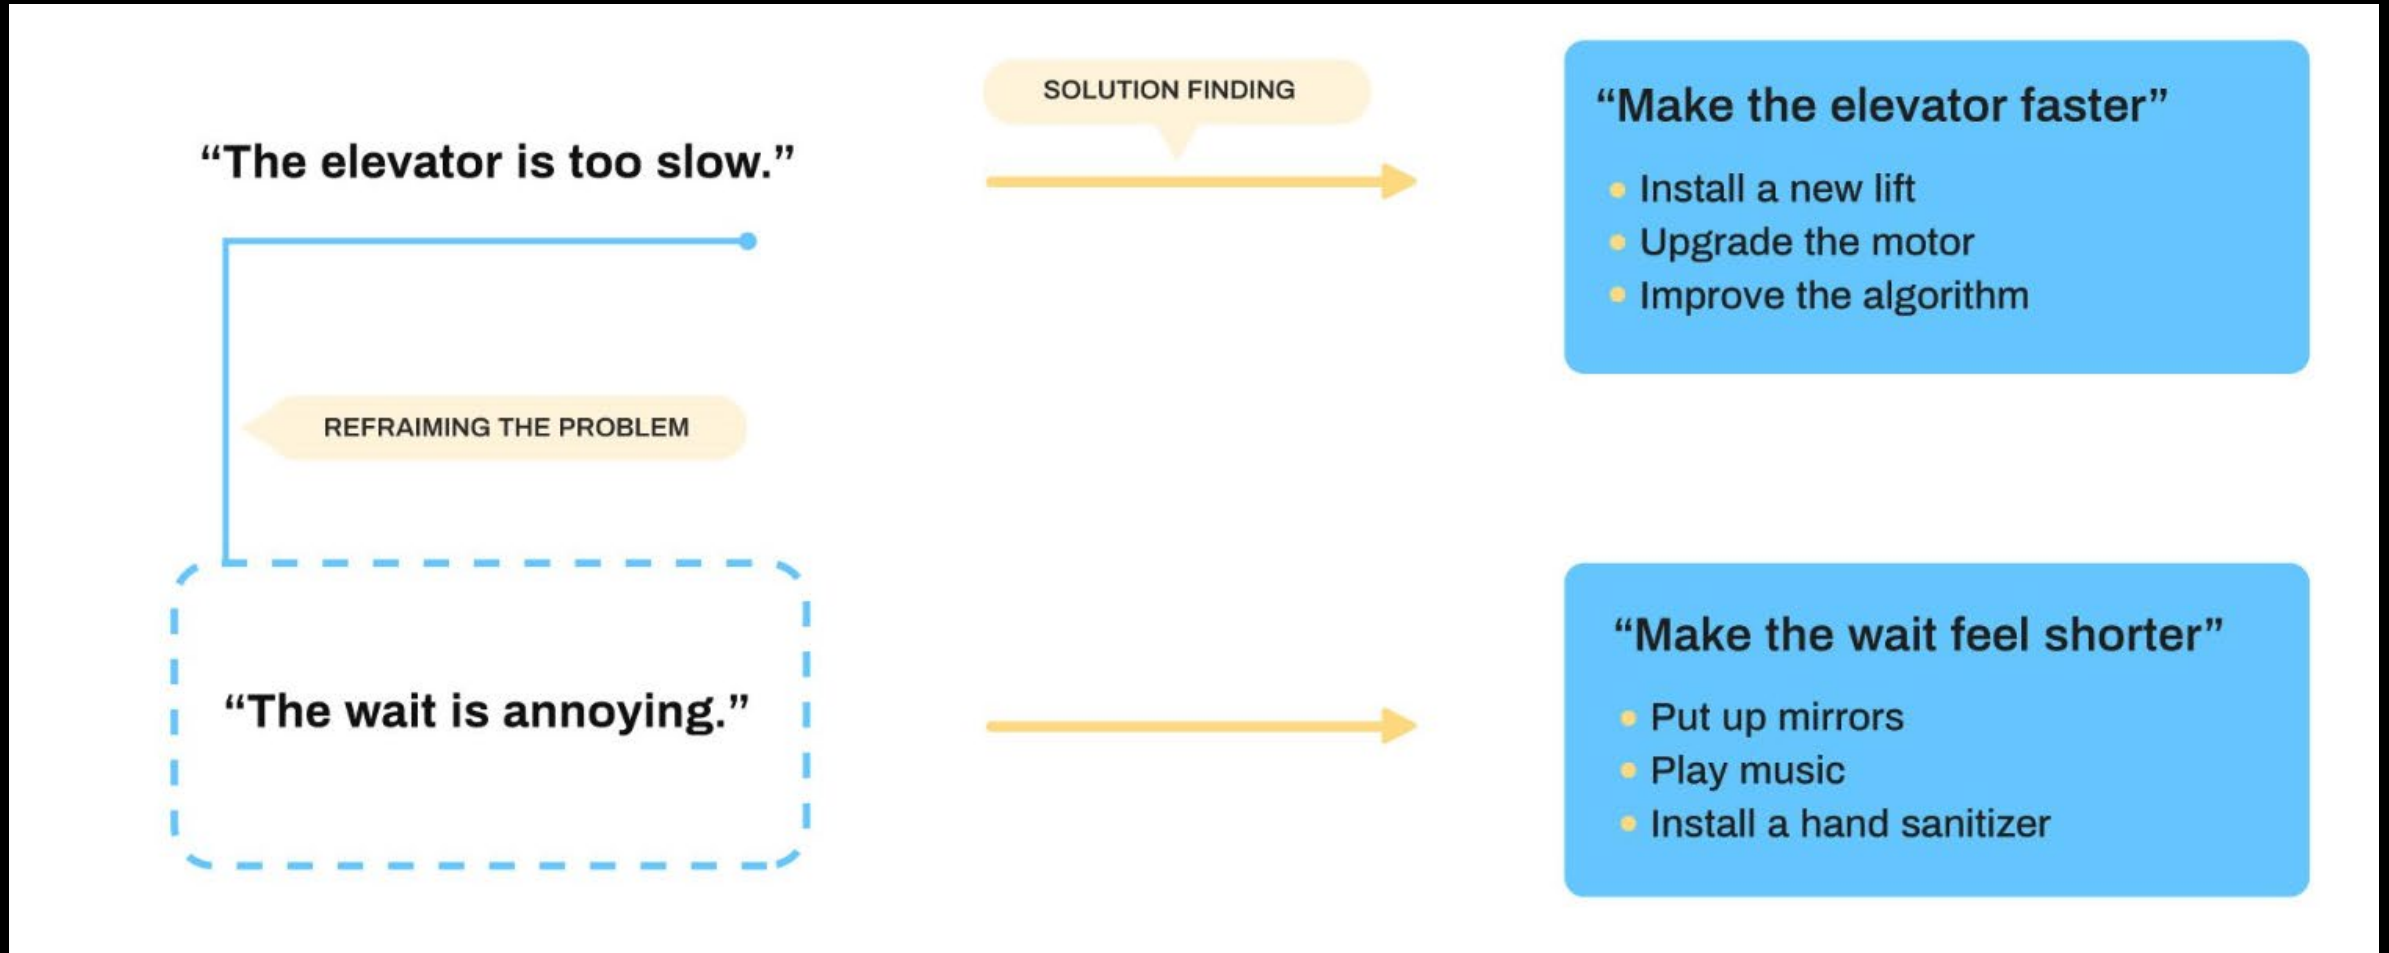 “The elevator is too slow.”
SOLUTION FINDING
“Make the elevator faster”
Install a new lift
Upgrade the motor
Improve the algorithm
REFRAIMING THE PROBLEM
“The wait is annoying.”
“Make the wait feel shorter”
Put up mirrors
Play music
Install a hand sanitizer